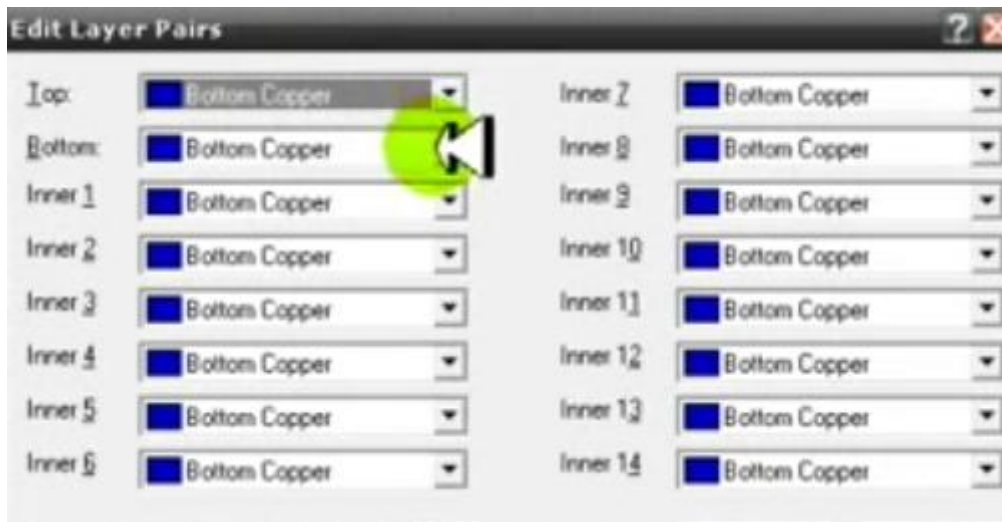 Edit Layer Pairs ?
Top: Bottom Copper Inner 7 Bottom Copper
Bottom: Bottom Copper Inner 8 Bottom Copper
Inner 1 Bottom Copper Inner 9 Bottom Copper
Inner 2 Bottom Copper Inner 10 Bottom Copper
Inner 3 Bottom Copper Inner 11 Bottom Copper
Inner 4 Bottom Copper Inner 12 Bottom Copper
Inner 5 Bottom Copper Inner 13 Bottom Copper
Inner 6 Bottom Copper Inner 14 Bottom Copper